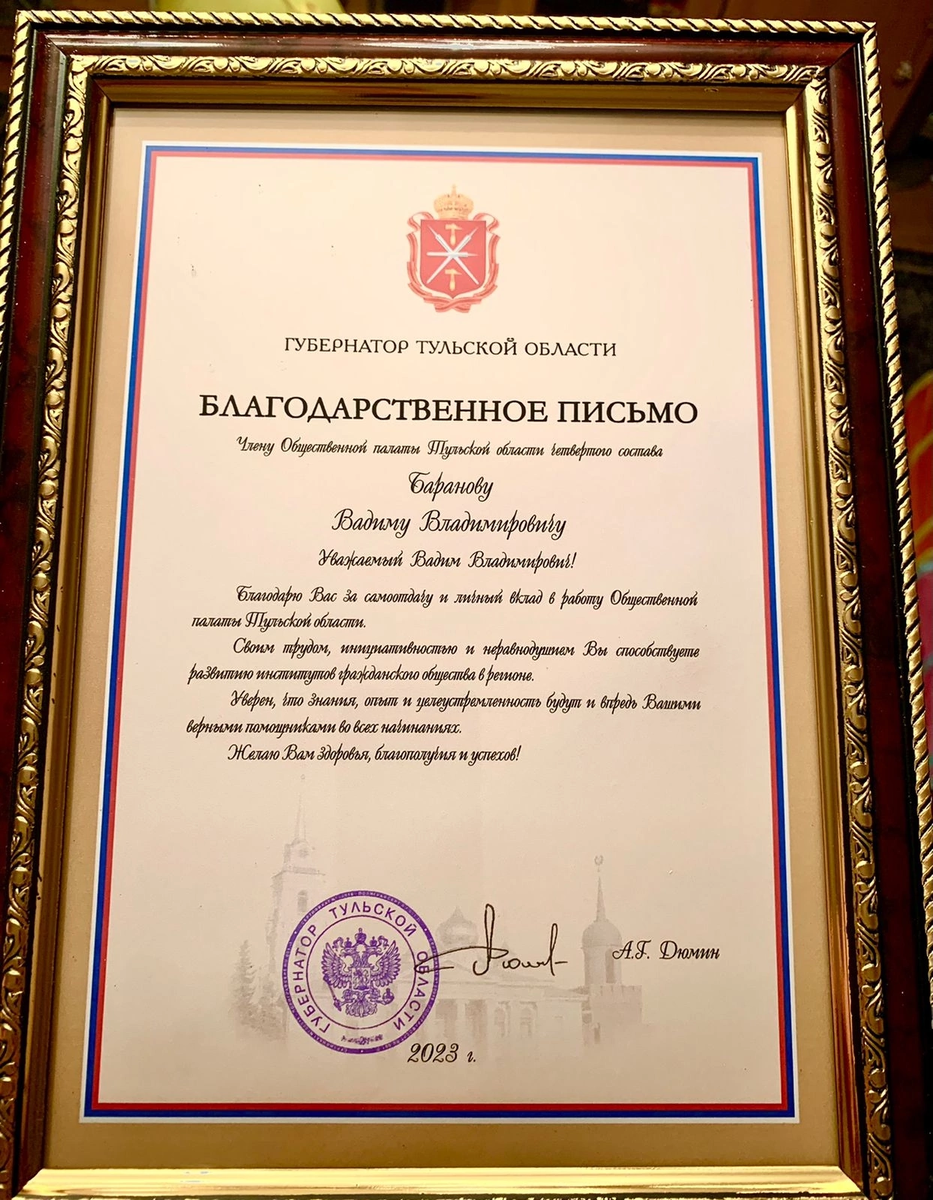 ГУБЕРНАТОР ТУЛЬСКОЙ ОБЛАСТИ
БЛАГОДАРСТВЕННОЕ ПИСЬМО
Члену Общественной палаты Тульской области четвертого состава
Баранову
Вадиму Владимировичу
Уважаемый Вадим Владимирович!
Благодарю Вас за самоотдачу и личный вклад в работу Общественной
палаты Тульской области.
Своим трудом, инициативностью и неравнодушием Вы способствуете
развитию институтов гражданского общества в регионе.
Уверен, что знания, опыт и целеустремленность будут и впредь Вашими
верными помощниками во всех начинаниях.
Желаю Вам здоровья, благополучия и успехов!
ГУБЕРНАТОР ТУЛЬСКОЙ ОБЛАСТИ
А.Г. Дюмин
2023 г.